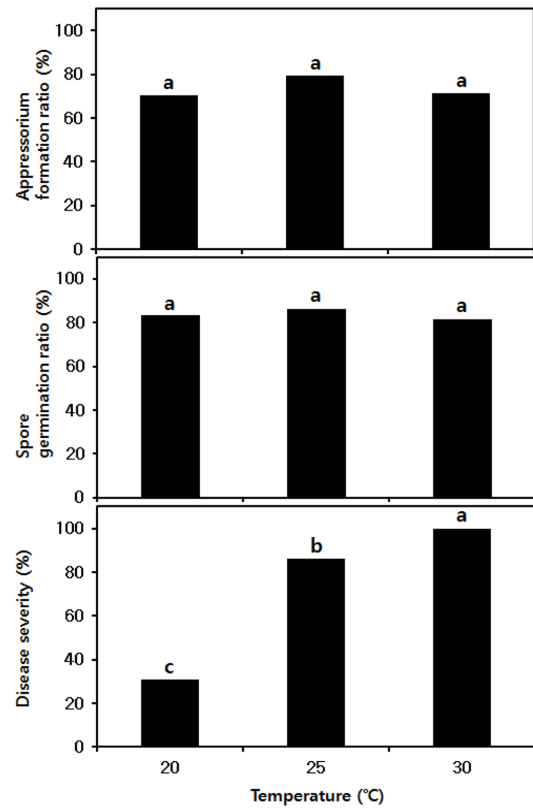 Appressorium
formation ratio (%)
100
80
60
40
20
0
a
a
a
Spore
germination ratio (%)
100
80
60
40
20
0
a
a
a
Disease severity (%)
100
80
60
40
20
0
c
b
a
20
25
30
Temperature (℃)